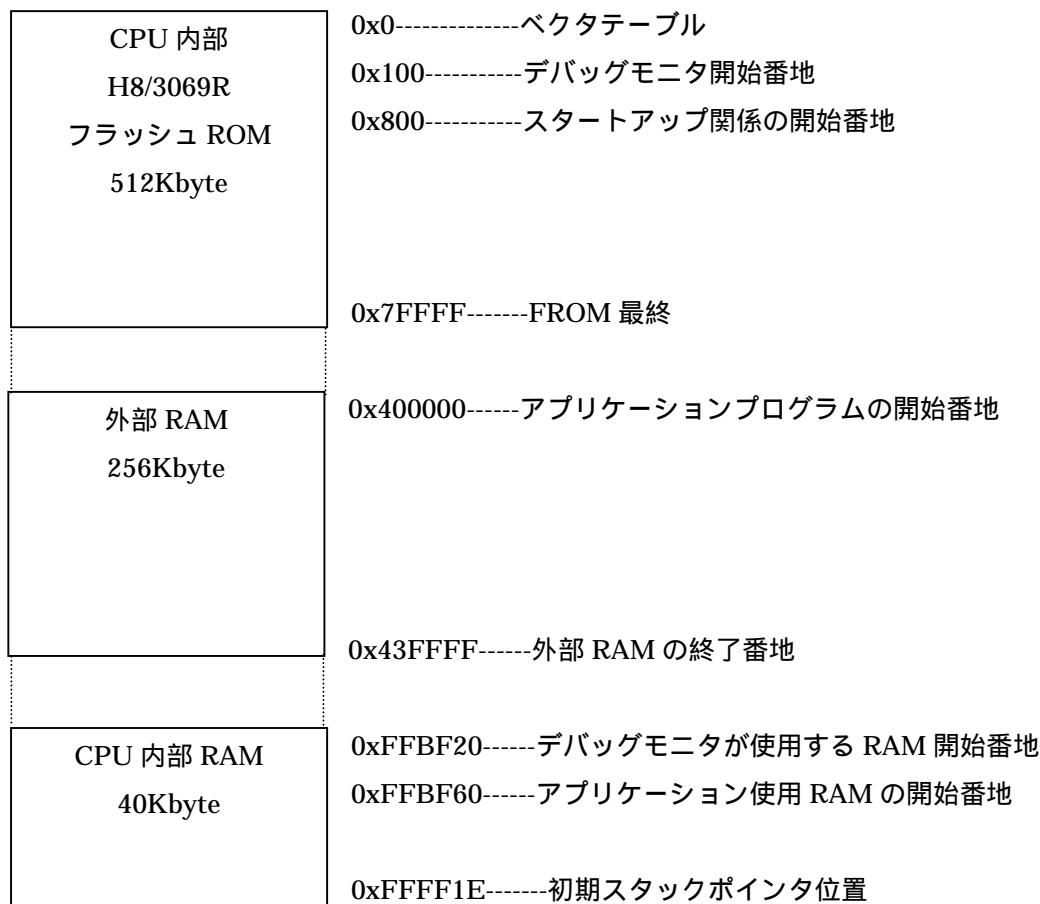 CPU 内部
H8/3069R
フラッシュ ROM
512Kbyte
0x0--------------ベクタテーブル
0x100-----------デバッグモニタ開始番地
0x800-----------スタートアップ関係の開始番地
0x7FFFF-------FROM 最終
外部 RAM
256Kbyte
0x400000------アプリケーションプログラムの開始番地
0x43FFFF------外部 RAM の終了番地
CPU 内部 RAM
40Kbyte
0xFFBF20------デバッグモニタが使用する RAM 開始番地
0xFFBF60------アプリケーション使用 RAM の開始番地
0xFFFF1E-------初期スタックポインタ位置